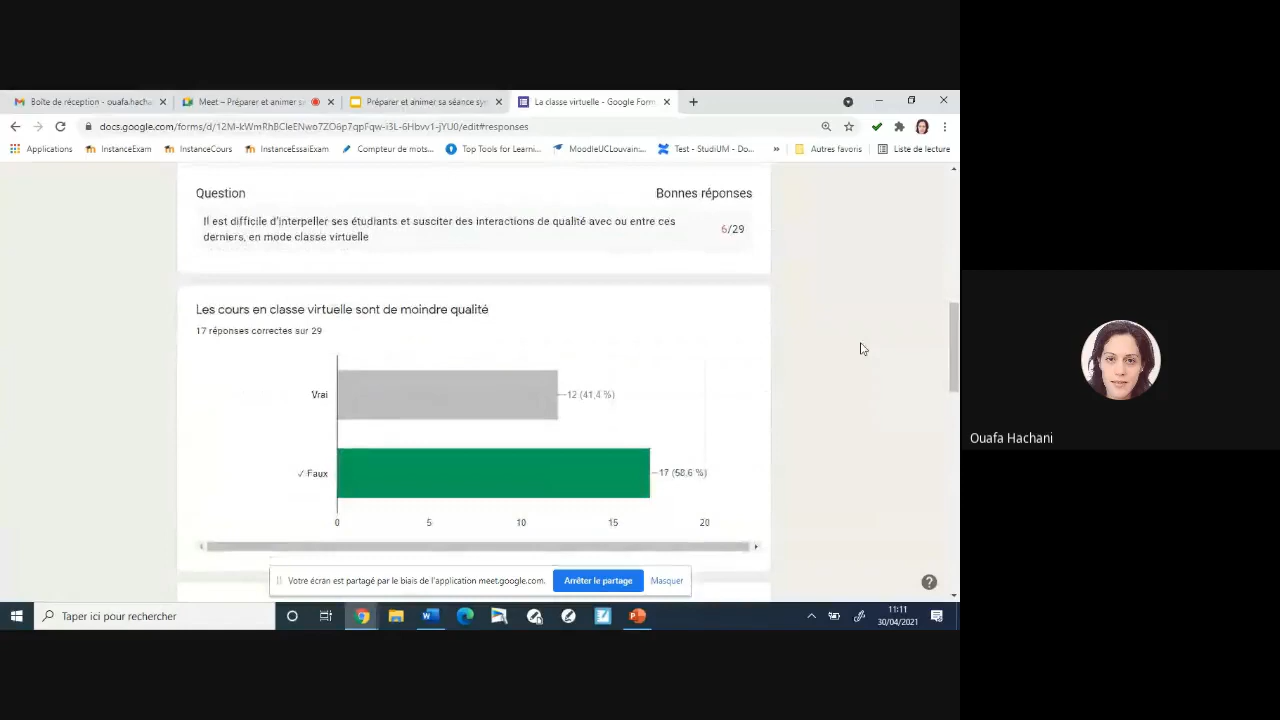 Boîte de réception - ouafa.hacha
Meet – Préparer et animer sa
Préparer et animer sa séance syn
La classe virtuelle - Google Form
docs.google.com/forms/d/12M-kWmRhBCleENwo7ZO6p7qpFqw-i3L-6Hbvv1-jYU0/edit#responses
Applications
InstanceExam
InstanceCours
InstanceEssaiExam
Compteur de mots...
Top Tools for Learni...
MoodleUCLouvain:...
Test - StudiUM - Do...
»
Autres favoris
Liste de lecture
Question
Bonnes réponses
Il est difficile d'interpeller ses étudiants et susciter des interactions de qualité avec ou entre ces
derniers, en mode classe virtuelle
6/29
Les cours en classe virtuelle sont de moindre qualité
17 réponses correctes sur 29
Vrai
12 (41,4 %)
✓ Faux
17 (58,6 %)
0 5 10 15 20
Votre écran est partagé par le biais de l'application meet.google.com.
Arrêter le partage
Masquer
Taper ici pour rechercher
11:11
30/04/2021
Ouafa Hachani